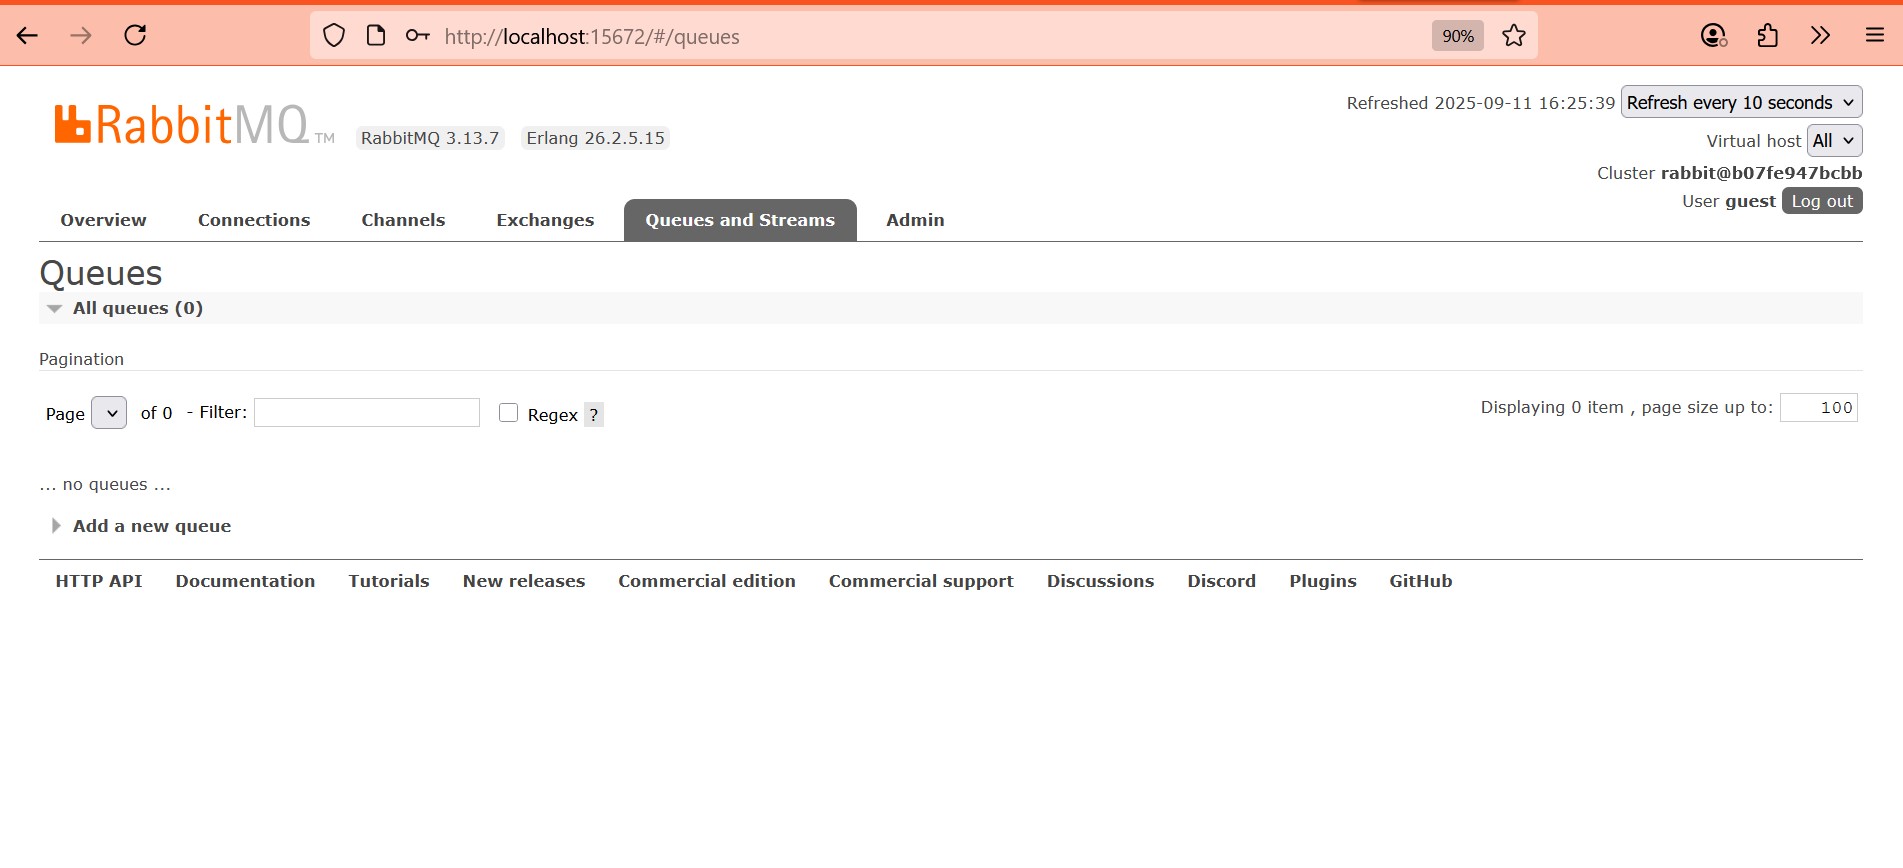 http://localhost:15672/#/queues 90%
RabbitMQ TM RabbitMQ 3.13.7 Erlang 26.2.5.15
Refreshed 2025-09-11 16:25:39 Refresh every 10 seconds
Virtual host All
Cluster rabbit@b07fe947bcbb
User guest Log out
Overview Connections Channels Exchanges Queues and Streams Admin
Queues
All queues (0)
Pagination
Page of 0 - Filter: Regex ? Displaying 0 item , page size up to: 100
... no queues ...
Add a new queue
HTTP API Documentation Tutorials New releases Commercial edition Commercial support Discussions Discord Plugins GitHub